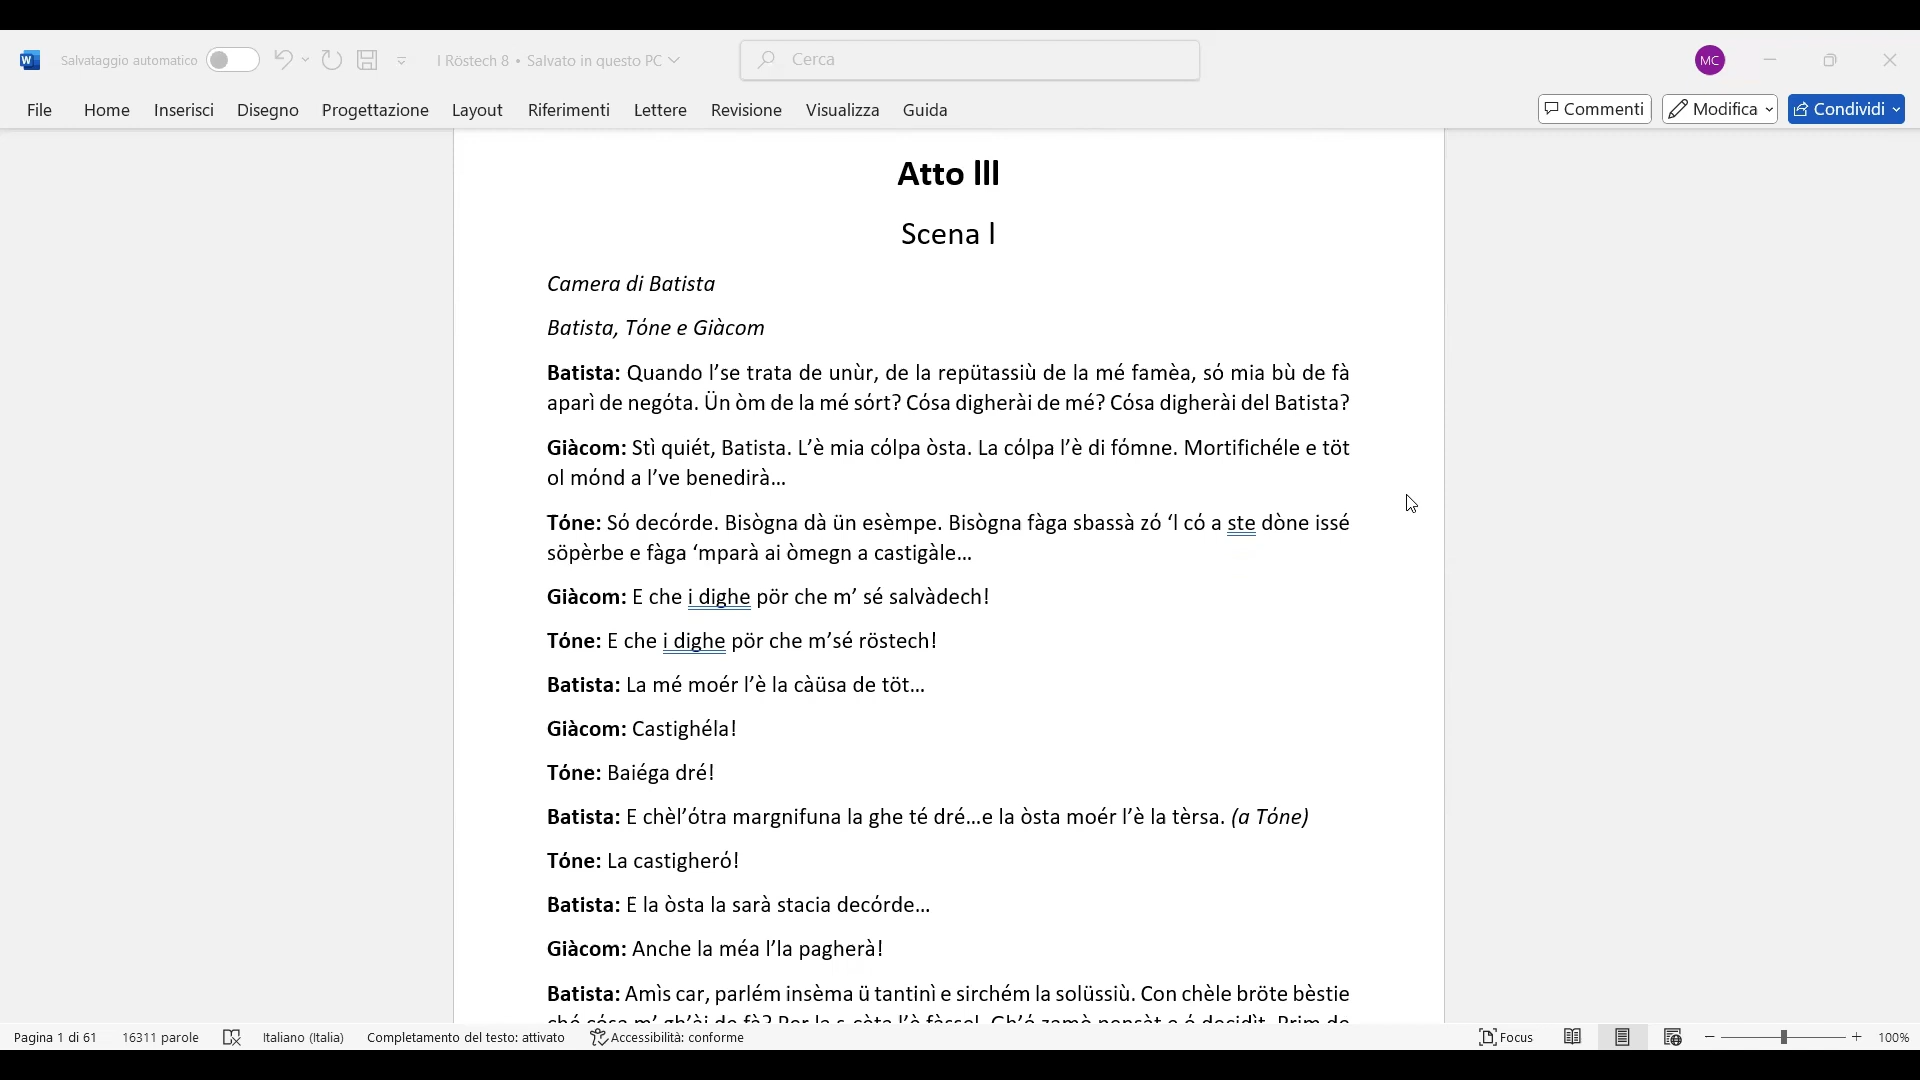 Salvataggio automatico
I Röstech 8 • Salvato in questo PC
Cerca
MC
File Home Inserisci Disegno Progettazione Layout Riferimenti Lettere Revisione Visualizza Guida
Commenti Modifica Condividi
Atto III
Scena I
Camera di Batista
Batista, Tóne e Giàcom
Batista: Quando l’se trata de unùr, de la repütassiù de la mé famèa, só mia bù de fà
aparì de negóta. Ün òm de la mé sórt? Cósa digherài de mé? Cósa digherài del Batista?
Giàcom: Stì quiét, Batista. L’è mia cólpa òsta. La cólpa l’è di fómne. Mortifichéle e töt
ol mónd a l’ve benedirà…
Tóne: Só decórde. Bisògna dà ün esèmpe. Bisògna fàga sbassà zó ‘l có a ste dòne issé
söpèrbe e fàga ‘mparà ai òmegn a castigàle…
Giàcom: E che i dighe pör che m’ sé salvàdech!
Tóne: E che i dighe pör che m’sé röstech!
Batista: La mé moér l’è la càüsa de töt…
Giàcom: Castighéla!
Tóne: Baiéga dré!
Batista: E chèl’ótra margnifuna la ghe té dré…e la òsta moér l’è la tèrsa. (a Tóne)
Tóne: La castigheró!
Batista: E la òsta la sarà stacia decórde…
Giàcom: Anche la méa l’la pagherà!
Batista: Amìs car, parlém insèma ü tantinì e sirchém la solüssiù. Con chèle bröte bèstie
Pagina 1 di 61 16311 parole Italiano (Italia) Completamento del testo: attivato Accessibilità: conforme Focus 100%